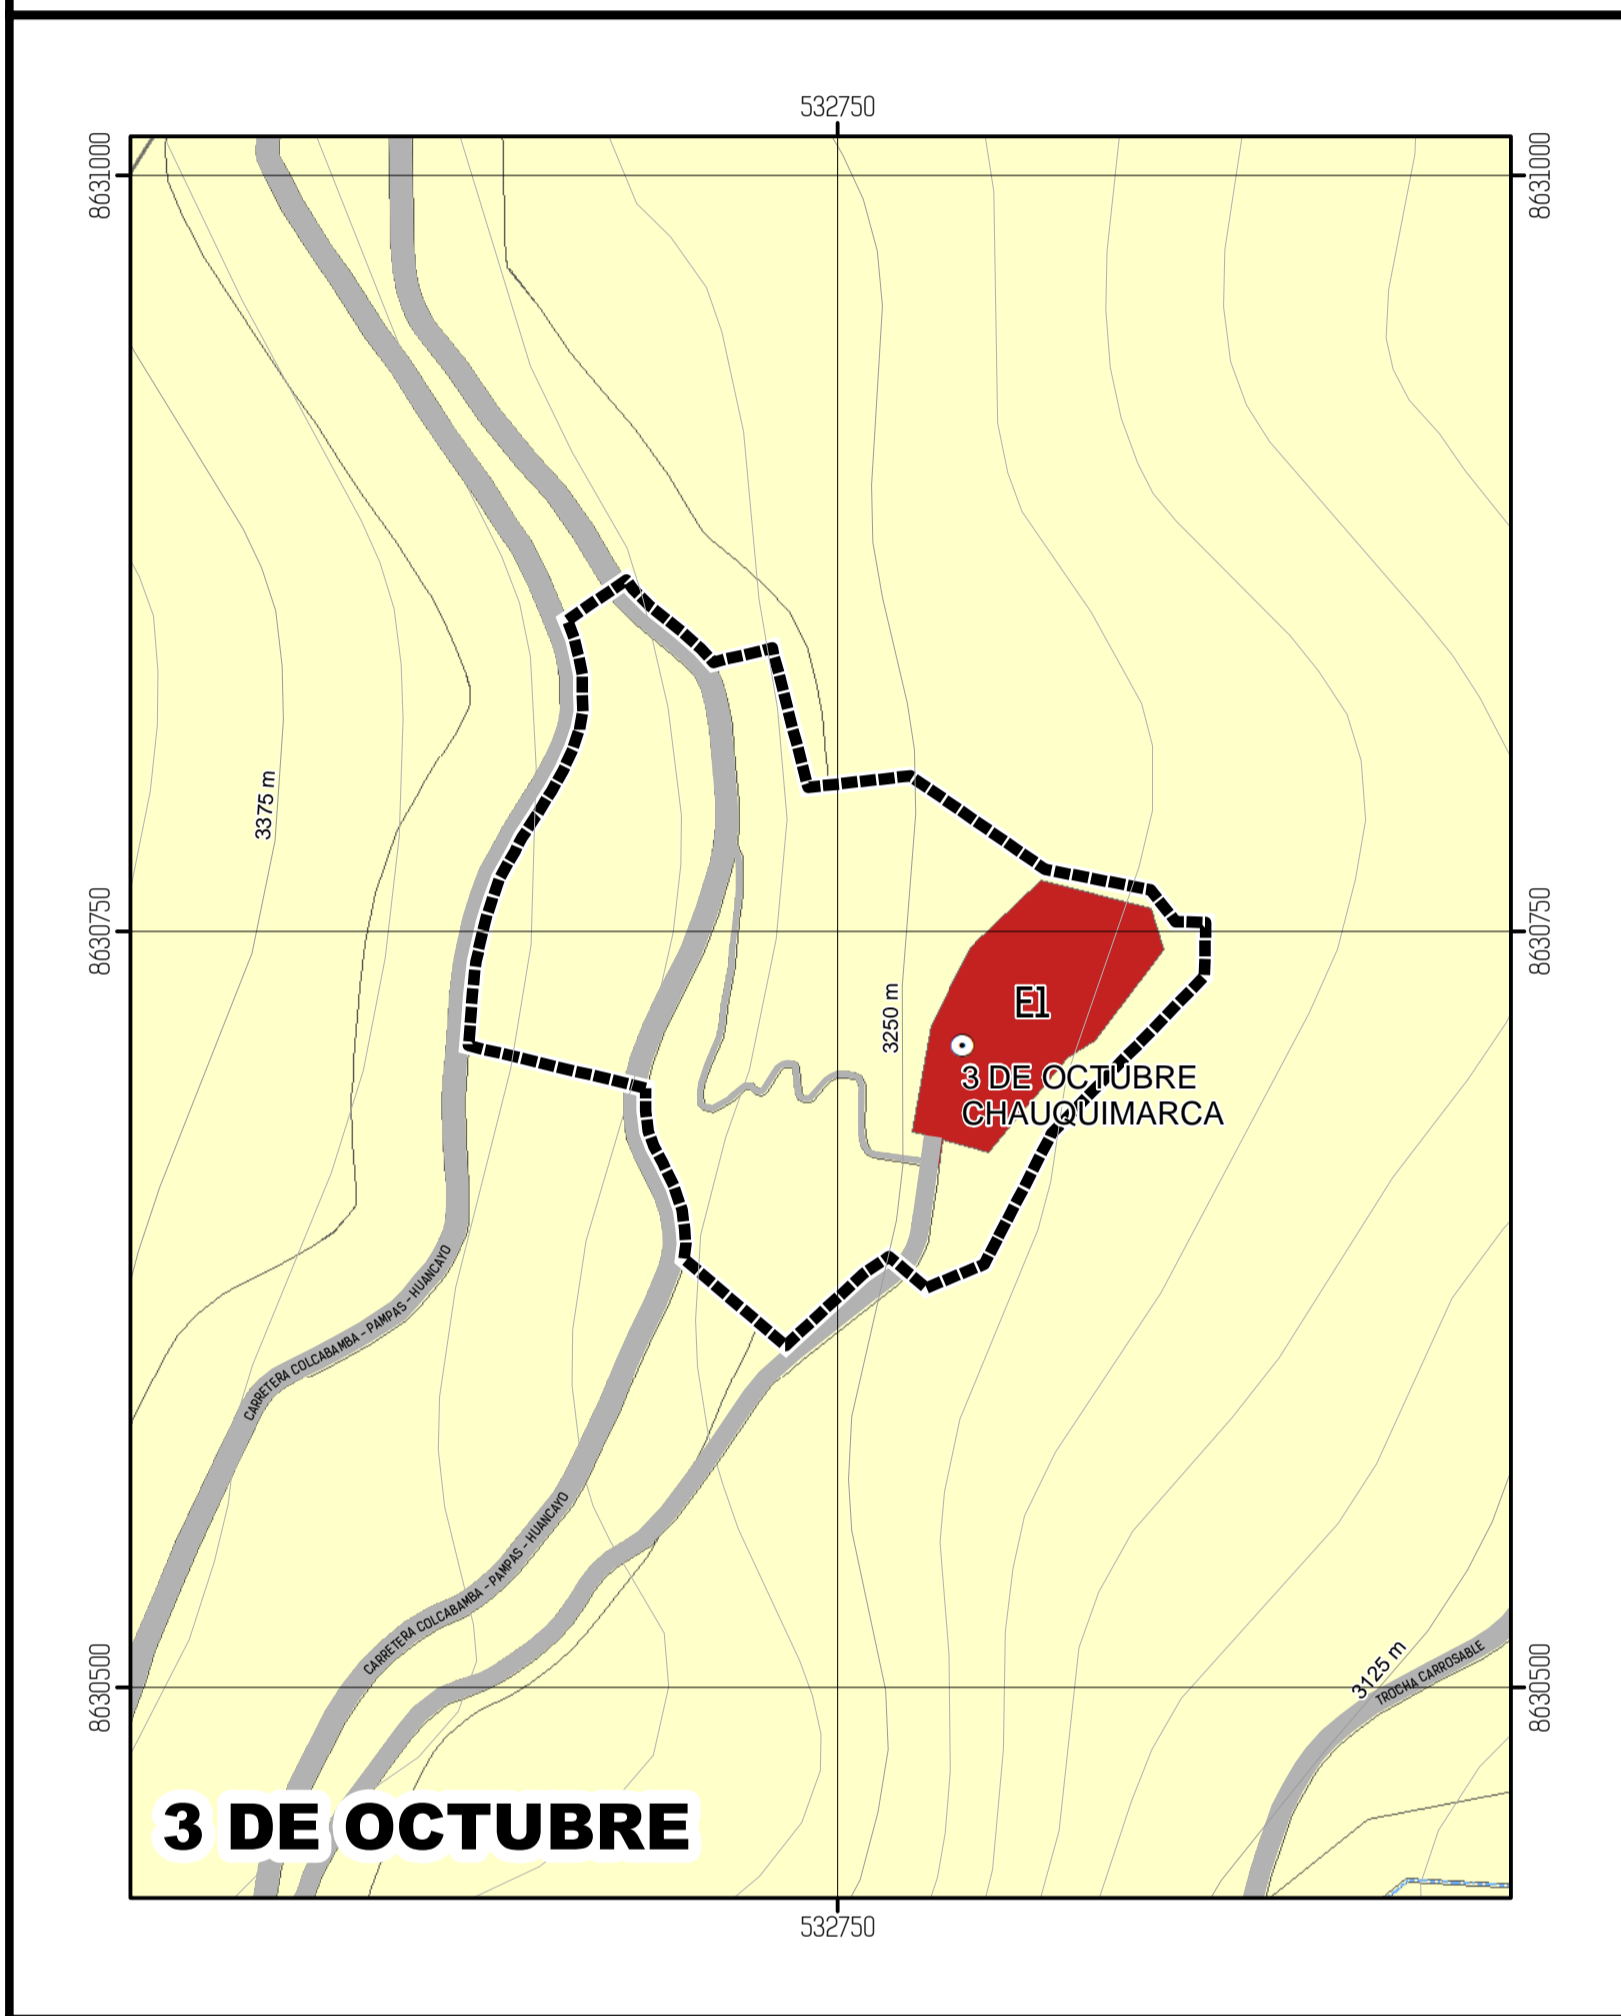 532750
8631000
8631000
3375 m
8630750
8630750
3250 m
E1
3 DE OCTUBRE
CHAUQUIMARCA
CARRETERA COLCABAMBA - PAMPAS - HUANCAYO
CARRETERA COLCABAMBA - PAMPAS - HUANCAYO
3125 m
TROCHA CARROSABLE
8630500
8630500
3 DE OCTUBRE
532750